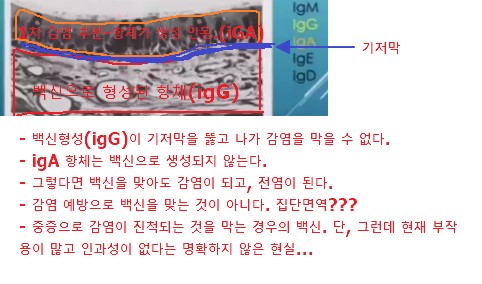 IgM
IgG
IgA
IgE
IgD
1차 감염 부분-항체가 형성 안됨.(iGA)
기저막
백신으로 형성된 항체(igG)
- 백신형성(igG)이 기저막을 뚫고 나가 감염을 막을 수 없다.
- igA 항체는 백신으로 생성되지 않는다.
- 그렇다면 백신을 맞아도 감염이 되고, 전염이 된다.
- 감염 예방으로 백신을 맞는 것이 아니다. 집단면역???
- 중증으로 감염이 진척되는 것을 막는 경우의 백신. 단, 그런데 현재 부작
용이 많고 인과성이 없다는 명확하지 않은 현실...